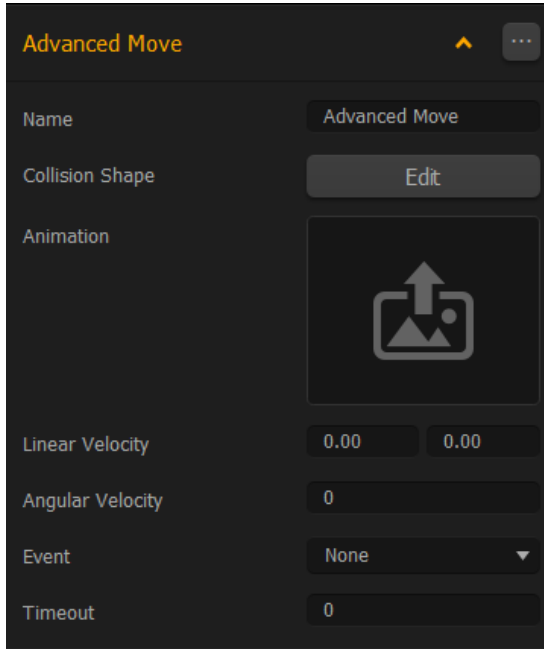 Advanced Move
...
Name Advanced Move
Collision Shape Edit
Animation
Linear Velocity 0.00 0.00
Angular Velocity 0
Event None
Timeout 0